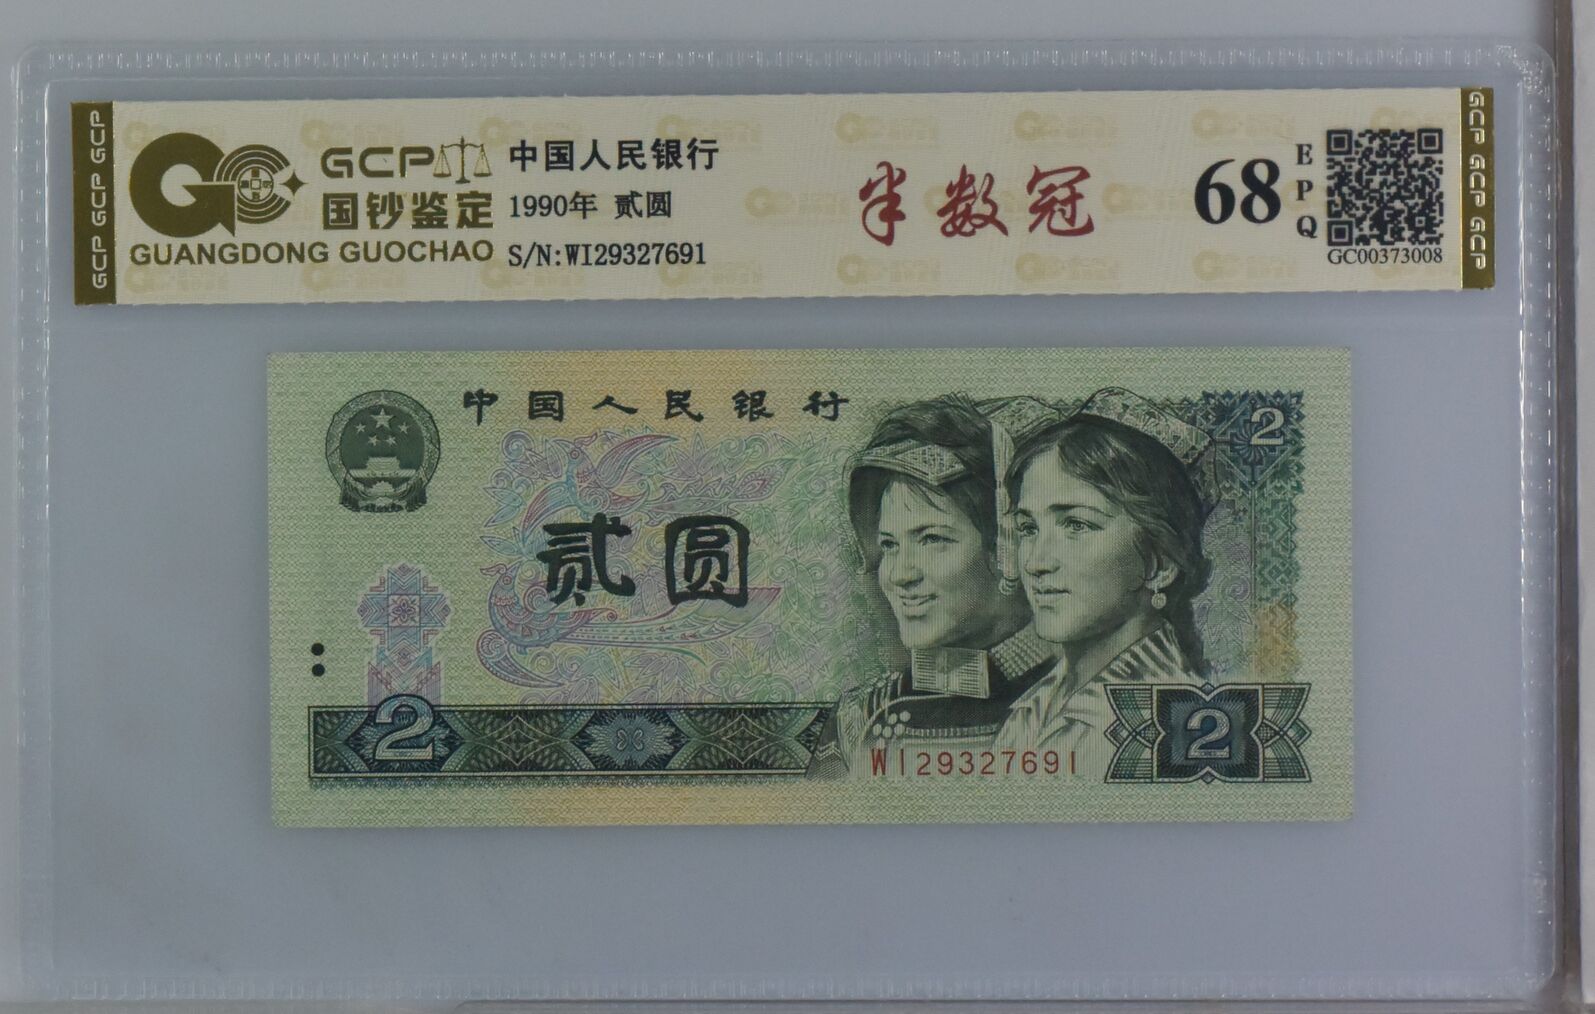 GCP GCP GCP
GCP
国钞鉴定
GUANGDONG GUOCHAO
中国人民银行
1990年 贰圆
S/N:WI29327691
半数冠
68
EPQ
GC00373008
GCP GCP GCP
中国人民银行
2
贰圆
2
2
WI29327691